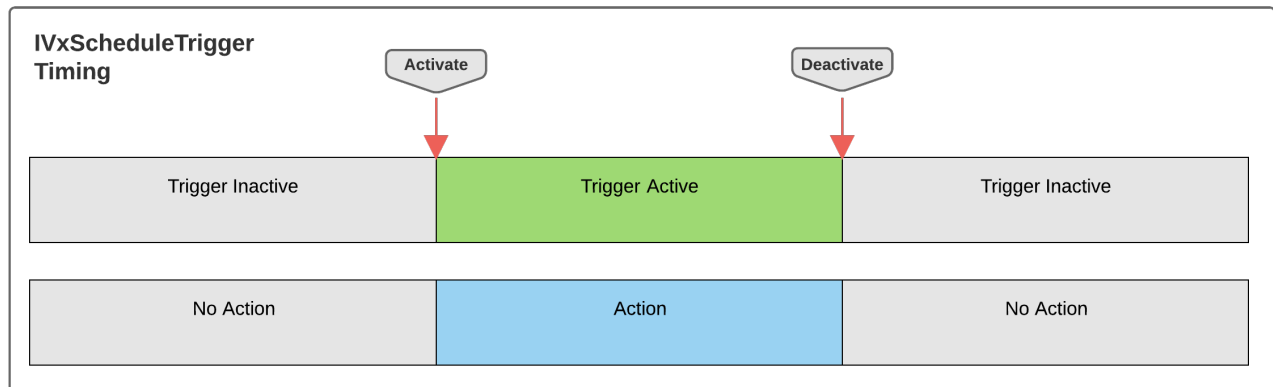 IVxScheduleTrigger
Timing
Activate
Deactivate
Trigger Inactive
Trigger Active
Trigger Inactive
No Action
Action
No Action